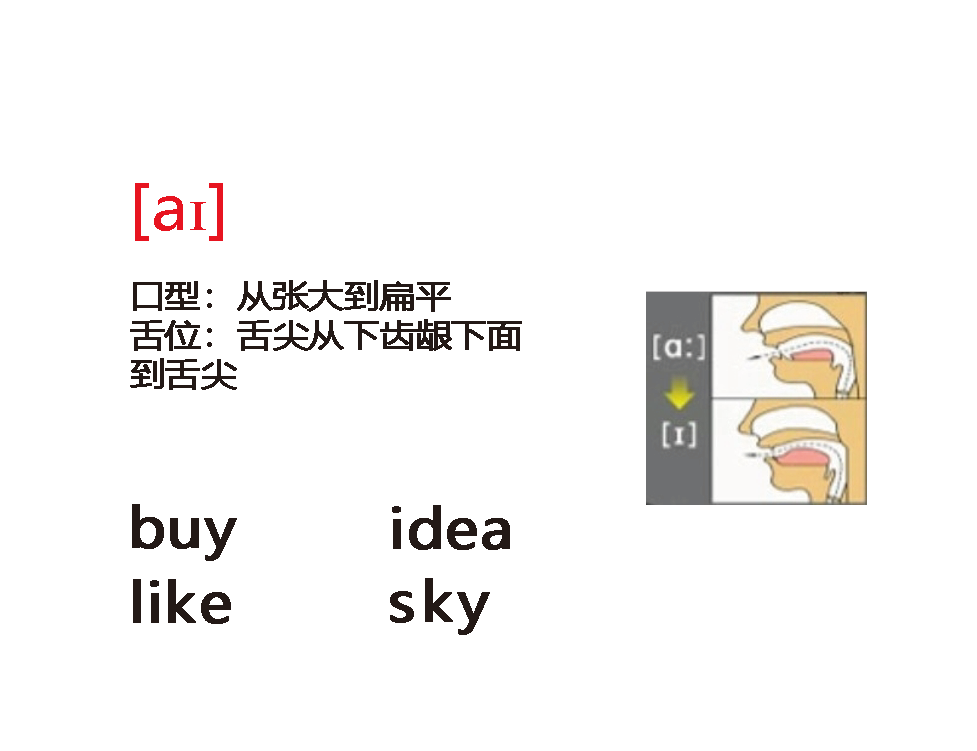 [aɪ]
口型：从张大到扁平
舌位：舌尖从下齿龈下面
到舌尖
[ɑː]
[ɪ]
buy idea
like sky